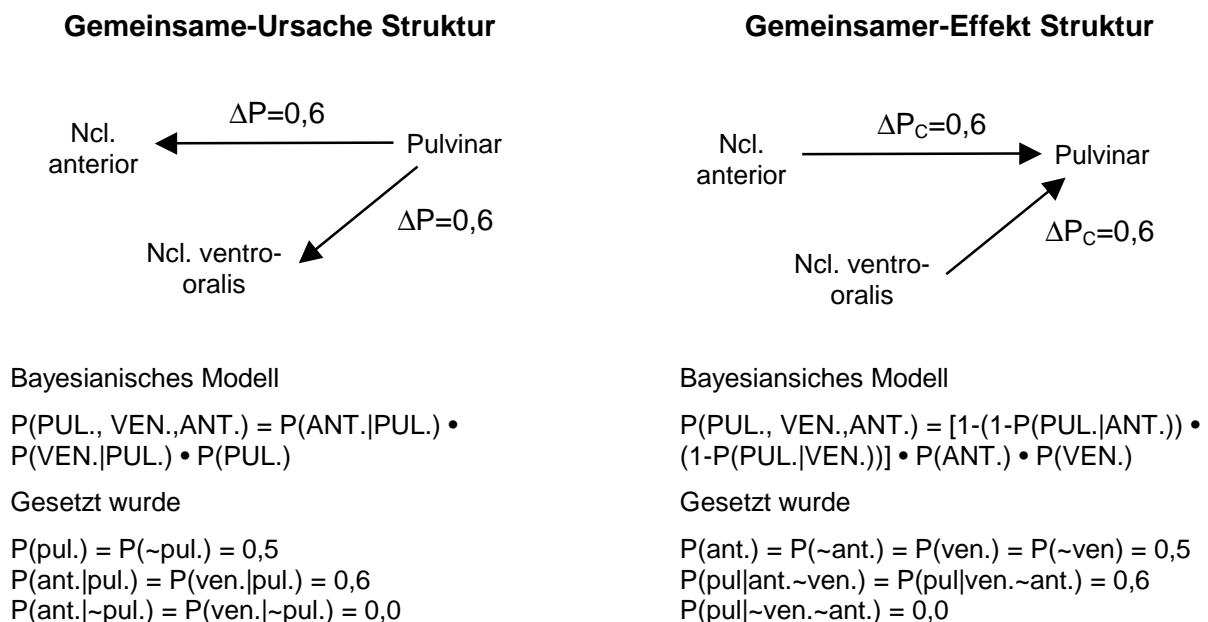 Gemeinsame-Ursache Struktur
Ncl.
anterior
ΔP=0,6
Pulvinar
ΔP=0,6
Ncl. ventro-
oralis
Bayesianisches Modell
P(PUL., VEN.,ANT.) = P(ANT.|PUL.) •
P(VEN.|PUL.) • P(PUL.)
Gesetzt wurde
P(pul.) = P(~pul.) = 0,5
P(ant.|pul.) = P(ven.|pul.) = 0,6
P(ant.|~pul.) = P(ven.|~pul.) = 0,0
Gemeinsamer-Effekt Struktur
Ncl.
anterior
ΔP_C=0,6
Pulvinar
ΔP_C=0,6
Ncl. ventro-
oralis
Bayesiansiches Modell
P(PUL., VEN.,ANT.) = [1-(1-P(PUL.|ANT.)) •
(1-P(PUL.|VEN.))] • P(ANT.) • P(VEN.)
Gesetzt wurde
P(ant.) = P(~ant.) = P(ven.) = P(~ven) = 0,5
P(pul|ant.~ven.) = P(pul|ven.~ant.) = 0,6
P(pul|~ven.~ant.) = 0,0